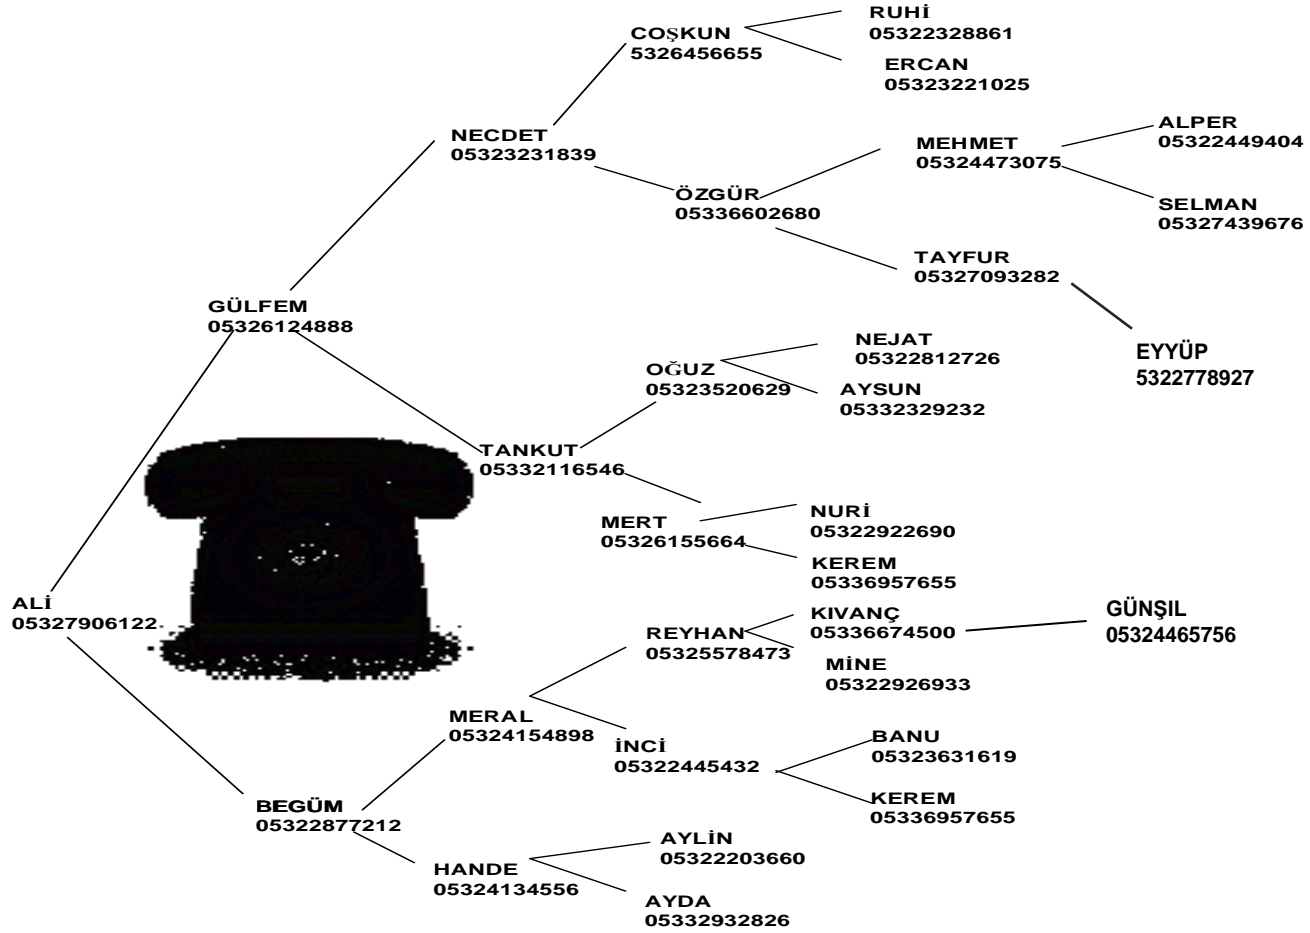 COŞKUN
5326456655
RUHİ
05322328861
ERCAN
05323221025
NECDET
05323231839
ÖZGÜR
05336602680
MEHMET
05324473075
ALPER
05322449404
SELMAN
05327439676
TAYFUR
05327093282
EYYÜP
5322778927
GÜLFEM
05326124888
OĞUZ
05323520629
NEJAT
05322812726
AYSUN
05332329232
TANKUT
05332116546
MERT
05326155664
NURİ
05322922690
KEREM
05336957655
ALİ
05327906122
REYHAN
05325578473
KIVANÇ
05336674500
GÜNŞIL
05324465756
MİNE
05322926933
MERAL
05324154898
İNCİ
05322445432
BANU
05323631619
KEREM
05336957655
BEGÜM
05322877212
HANDE
05324134556
AYLİN
05322203660
AYDA
05332932826